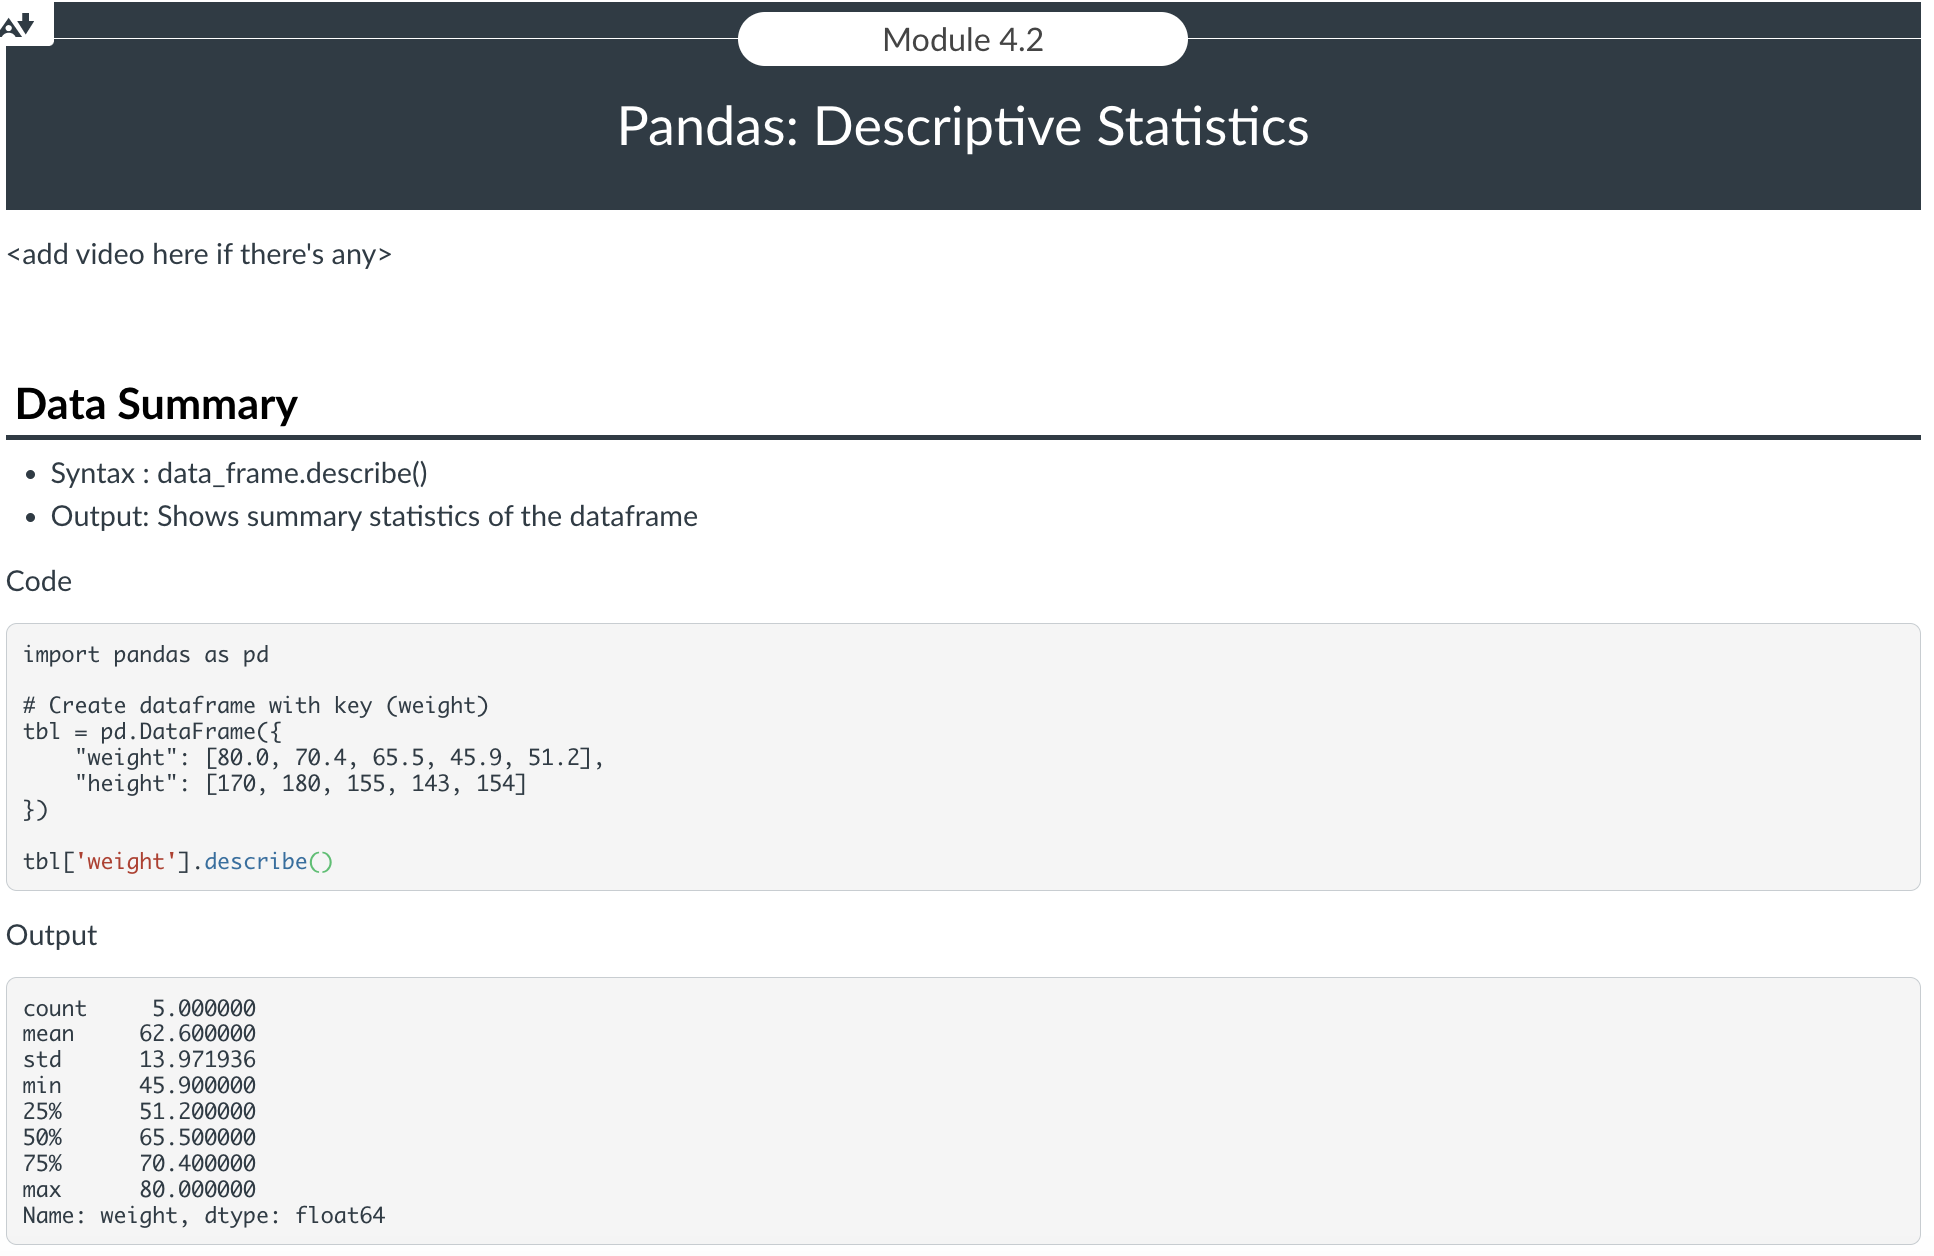 Module 4.2
Pandas: Descriptive Statistics
<add video here if there's any>
Data Summary
• Syntax : data_frame.describe()
• Output: Shows summary statistics of the dataframe
Code
import pandas as pd
# Create dataframe with key (weight)
tbl = pd.DataFrame({
    "weight": [80.0, 70.4, 65.5, 45.9, 51.2],
    "height": [170, 180, 155, 143, 154]
})
tbl['weight'].describe()
Output
count     5.000000
mean     62.600000
std      13.971936
min      45.900000
25%      51.200000
50%      65.500000
75%      70.400000
max      80.000000
Name: weight, dtype: float64